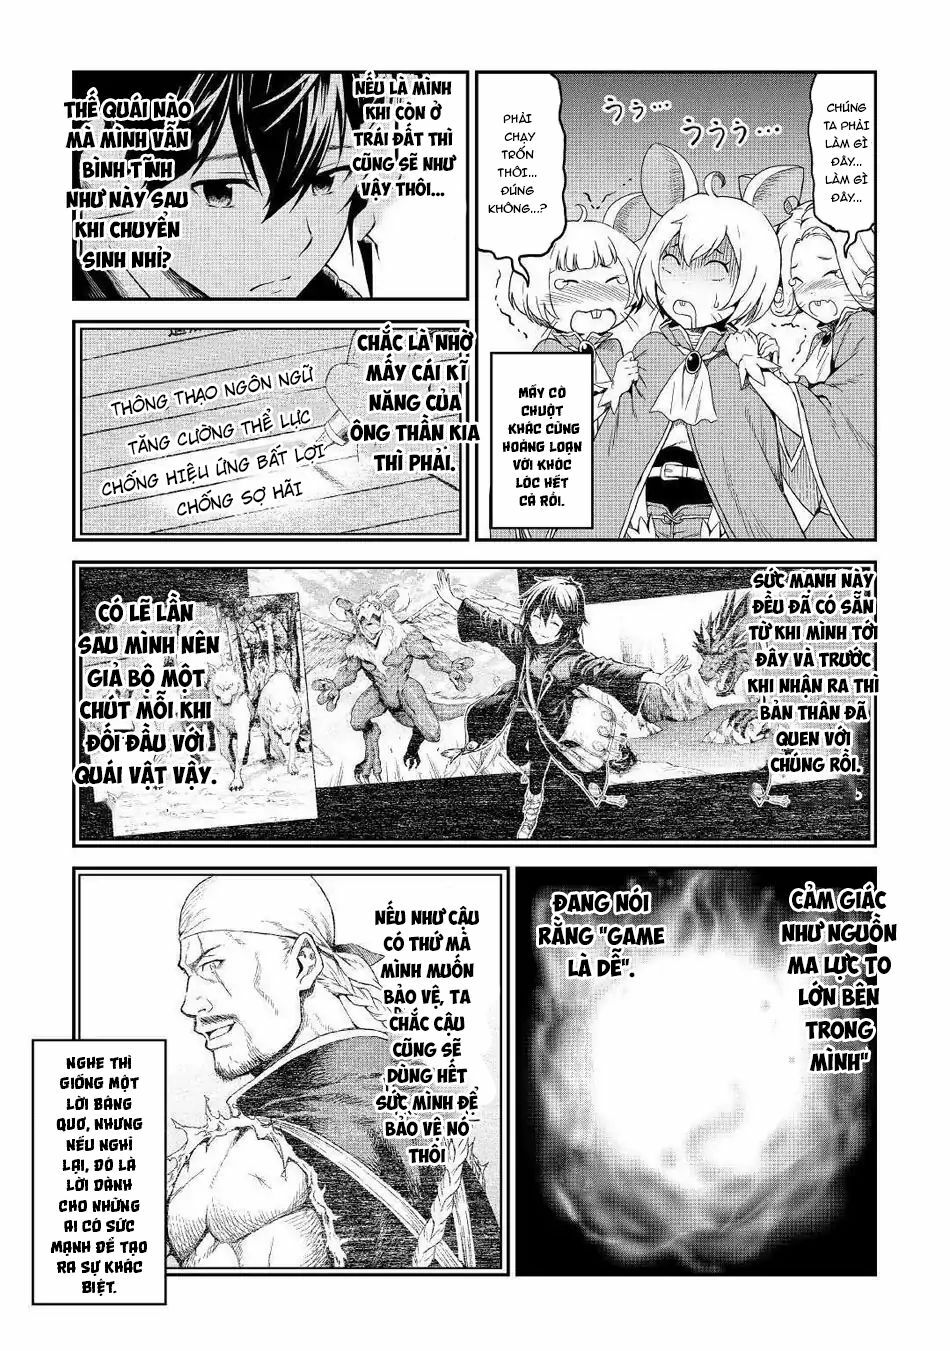 CHÚNG
TA PHẢI
LÀM GÌ
ĐÂY...
LÀM GÌ
ĐÂY...
うぅ…
うぅぅ…
PHẢI
CHẠY
TRỐN
THÔI...
ĐÚNG
KHÔNG...?
MẤY CÔ
CHUỘT
KHÁC CŨNG
HOẢNG LOẠN
VỚI KHÓC
LÓC HẾT
CẢ RỒI.
NẾU LÀ MÌNH
KHI CÒN Ở
TRÁI ĐẤT THÌ
CŨNG SẼ NHƯ
VẬY THÔI...
THẾ QUÁI NÀO
MÀ MÌNH VẪN
BÌNH TĨNH
NHƯ NÀY SAU
KHI CHUYỂN
SINH NHỈ?
CHẮC LÀ NHỜ
MẤY CÁI KĨ
NĂNG CỦA
ÔNG THẦN KIA
THÌ PHẢI.
THÔNG THẠO NGÔN NGỮ
TĂNG CƯỜNG THỂ LỰC
CHỐNG HIỆU ỨNG BẤT LỢI
CHỐNG SỢ HÃI
SỨC MẠNH NÀY
ĐỀU ĐÃ CÓ SẴN
TỪ KHI MÌNH TỚI
ĐÂY VÀ TRƯỚC
KHI NHẬN RA THÌ
BẢN THÂN ĐÃ
QUEN VỚI
CHÚNG RỒI.
CÓ LẼ LẦN
SAU MÌNH NÊN
GIẢ BỘ MỘT
CHÚT MỖI KHI
ĐỐI ĐẦU VỚI
QUÁI VẬT VẬY.
CẢM GIÁC
NHƯ NGUỒN
MA LỰC TO
LỚN BÊN
TRONG
MÌNH"
ĐANG NÓI
RẰNG "GAME
LÀ DỄ".
NẾU NHƯ CẬU
CÓ THỨ MÀ
MÌNH MUỐN
BẢO VỆ, TA
CHẮC CẬU
CŨNG SẼ
DÙNG HẾT
SỨC MÌNH ĐỂ
BẢO VỆ NÓ
THÔI
NGHE THÌ
GIỐNG MỘT
LỜI BÂNG
QUƠ, NHƯNG
NẾU NGHĨ
LẠI, ĐÓ LÀ
LỜI DÀNH
CHO NHỮNG
AI CÓ SỨC
MẠNH ĐỂ TẠO
RA SỰ KHÁC
BIỆT.